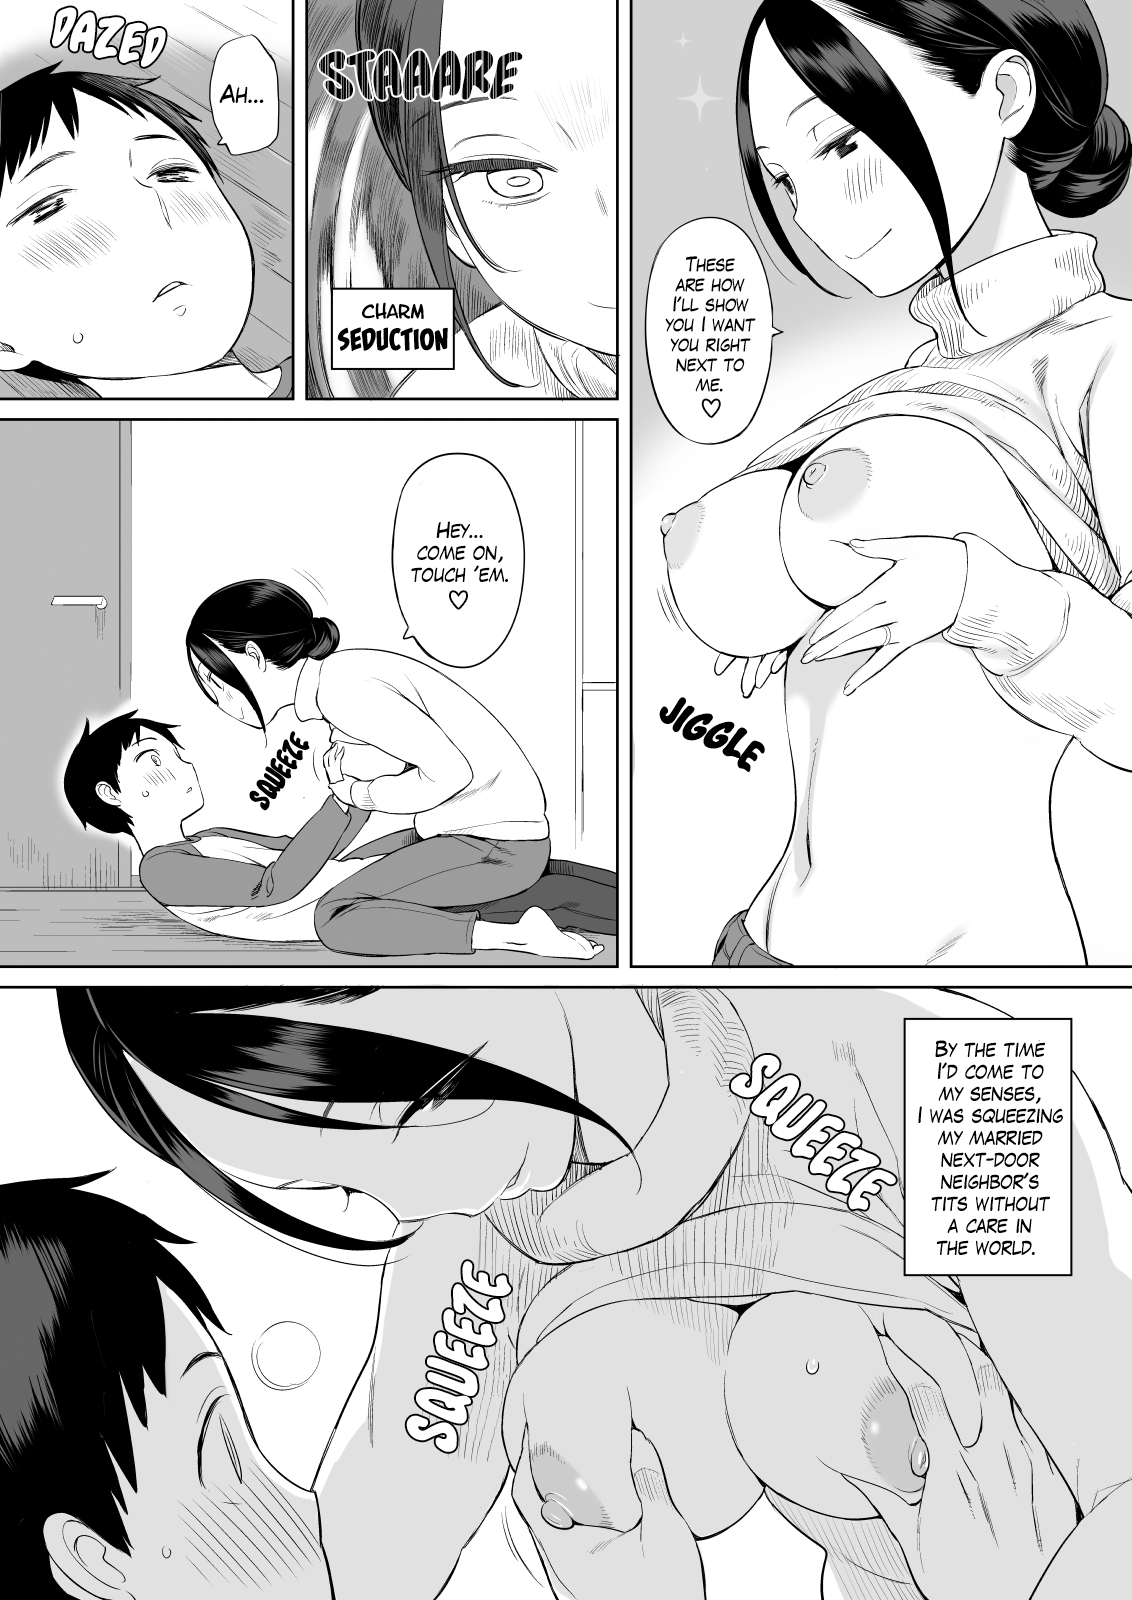 THESE
ARE HOW
I'LL SHOW
YOU I WANT
YOU RIGHT
NEXT TO
ME.
♡
JIGGLE
STAAARE
CHARM
SEDUCTION
DAZED
AH...
HEY...
COME ON,
TOUCH 'EM.
♡
SQUEEZE
BY THE TIME
I'D COME TO
MY SENSES,
I WAS SQUEEZING
MY MARRIED
NEXT-DOOR
NEIGHBOR'S
TITS WITHOUT
A CARE IN
THE WORLD.
SQUEEZE
SQUEEZE